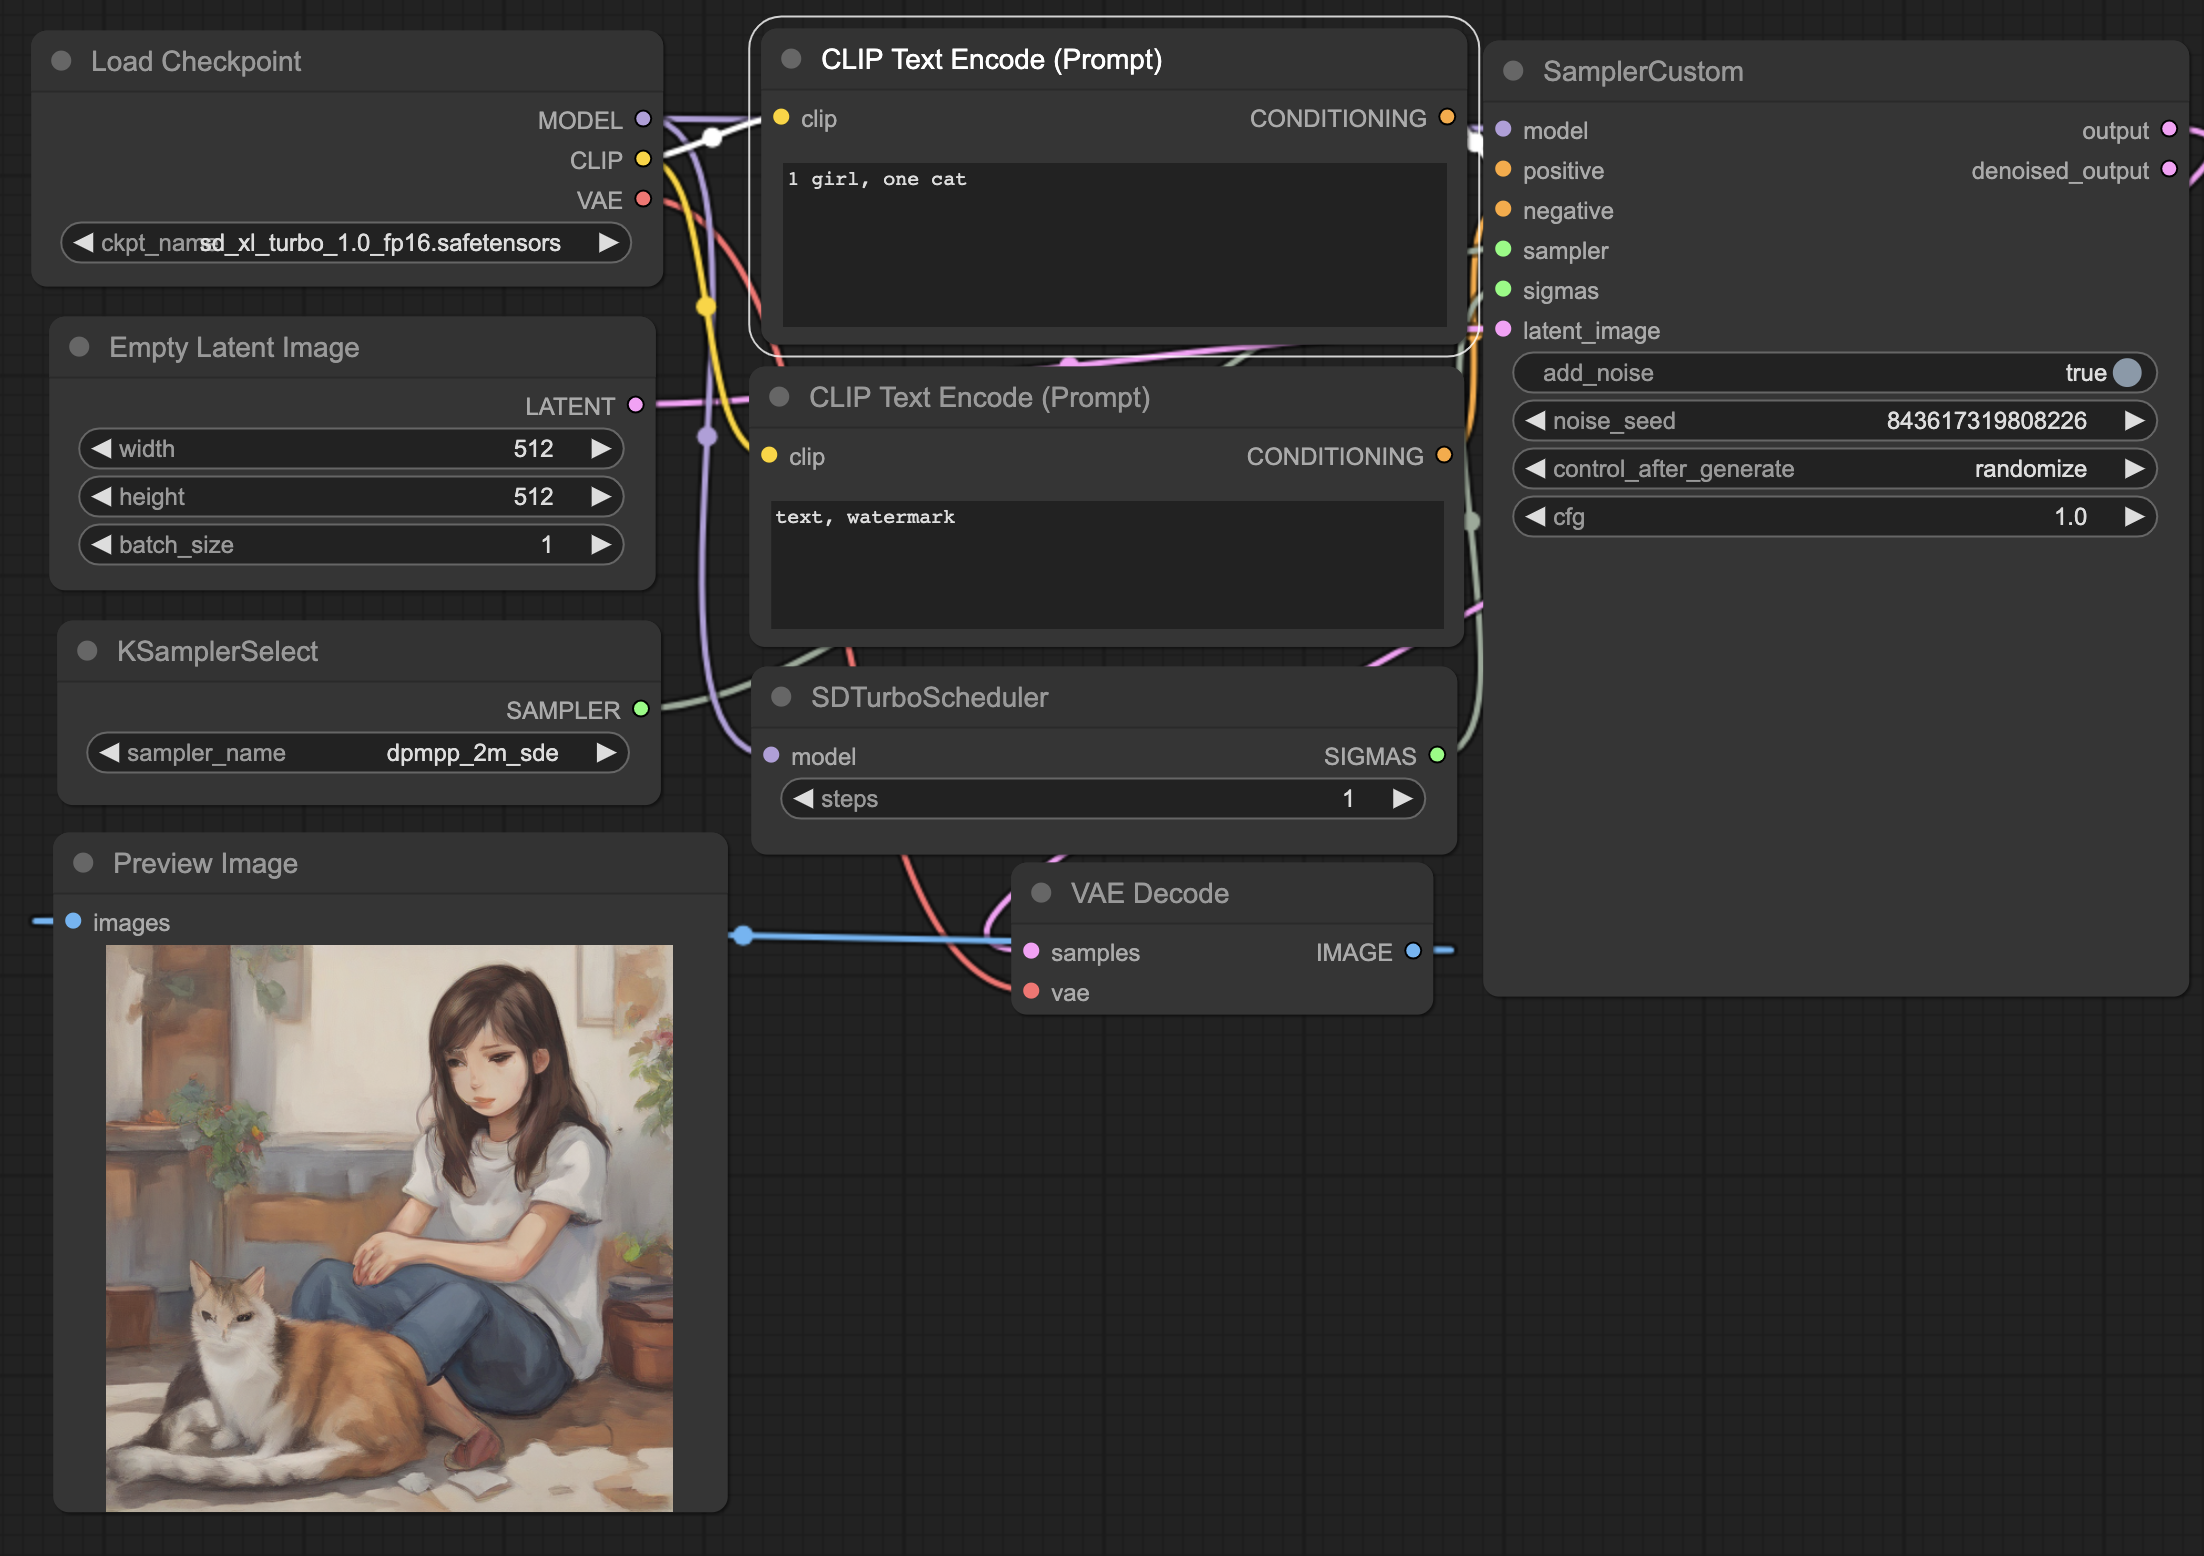 Load Checkpoint
MODEL
CLIP
VAE
ckpt_name sd_xl_turbo_1.0_fp16.safetensors
Empty Latent Image
LATENT
width 512
height 512
batch_size 1
KSamplerSelect
SAMPLER
sampler_name dpmpp_2m_sde
Preview Image
images
CLIP Text Encode (Prompt)
clip CONDITIONING
1 girl, one cat
CLIP Text Encode (Prompt)
clip CONDITIONING
text, watermark
SDTurboScheduler
model SIGMAS
steps 1
VAE Decode
samples IMAGE
vae
SamplerCustom
model output
positive denoised_output
negative
sampler
sigmas
latent_image
add_noise true
noise_seed 843617319808226
control_after_generate randomize
cfg 1.0